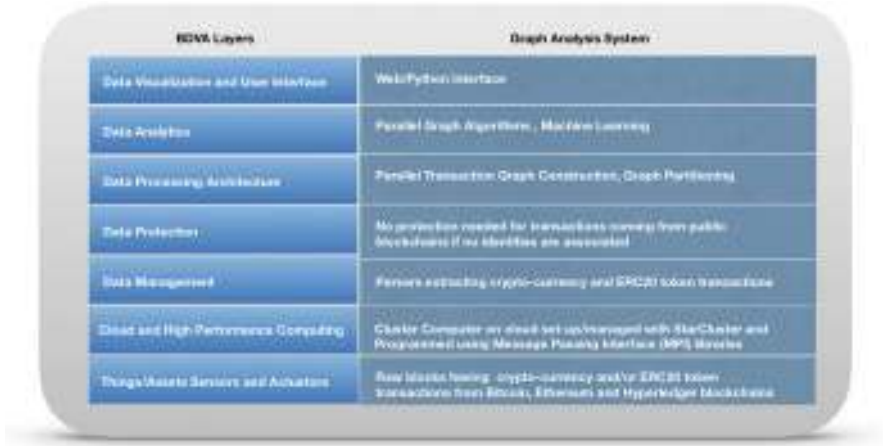 BDVA Layers
Graph Analysis System
Data Visualization and User Interface
Web/Python Interface
Data Analytics
Parallel Graph Algorithms , Machine Learning
Data Processing Architecture
Parallel Transaction Graph Construction, Graph Partitioning
Data Protection
No protection needed for transactions coming from public
blockchains if no identities are associated
Data Management
Parsers extracting crypto-currency and ERC20 token transactions
Cloud and High Performance Computing
Cluster Computer on cloud set up/managed with StarCluster and
Programmed using Message Passing Interface (MPI) libraries
Things/Assets Sensors and Actuators
Raw blocks having crypto-currency and/or ERC20 token
transactions from Bitcoin, Ethereum and Hyperledger blockchains